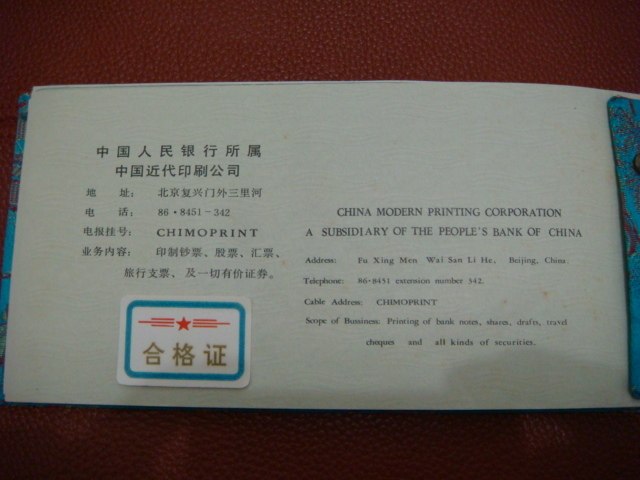 中国人民银行所属
中国近代印刷公司
地 址： 北京复兴门外三里河
电 话： 86·8451-342
电报挂号： CHIMOPRINT
业务内容： 印制钞票、股票、汇票、
旅行支票、及一切有价证券。
合格证
CHINA MODERN PRINTING CORPORATION
A SUBSIDIARY OF THE PEOPLE'S BANK OF CHINA
Address: Fu Xing Men Wai San Li He, Beijing, China.
Telephone: 86·8451 extension number 342.
Cable Address: CHIMOPRINT
Scope of Bussiness: Printing of bank notes, shares, drafts, travel
cheques and all kinds of securities.